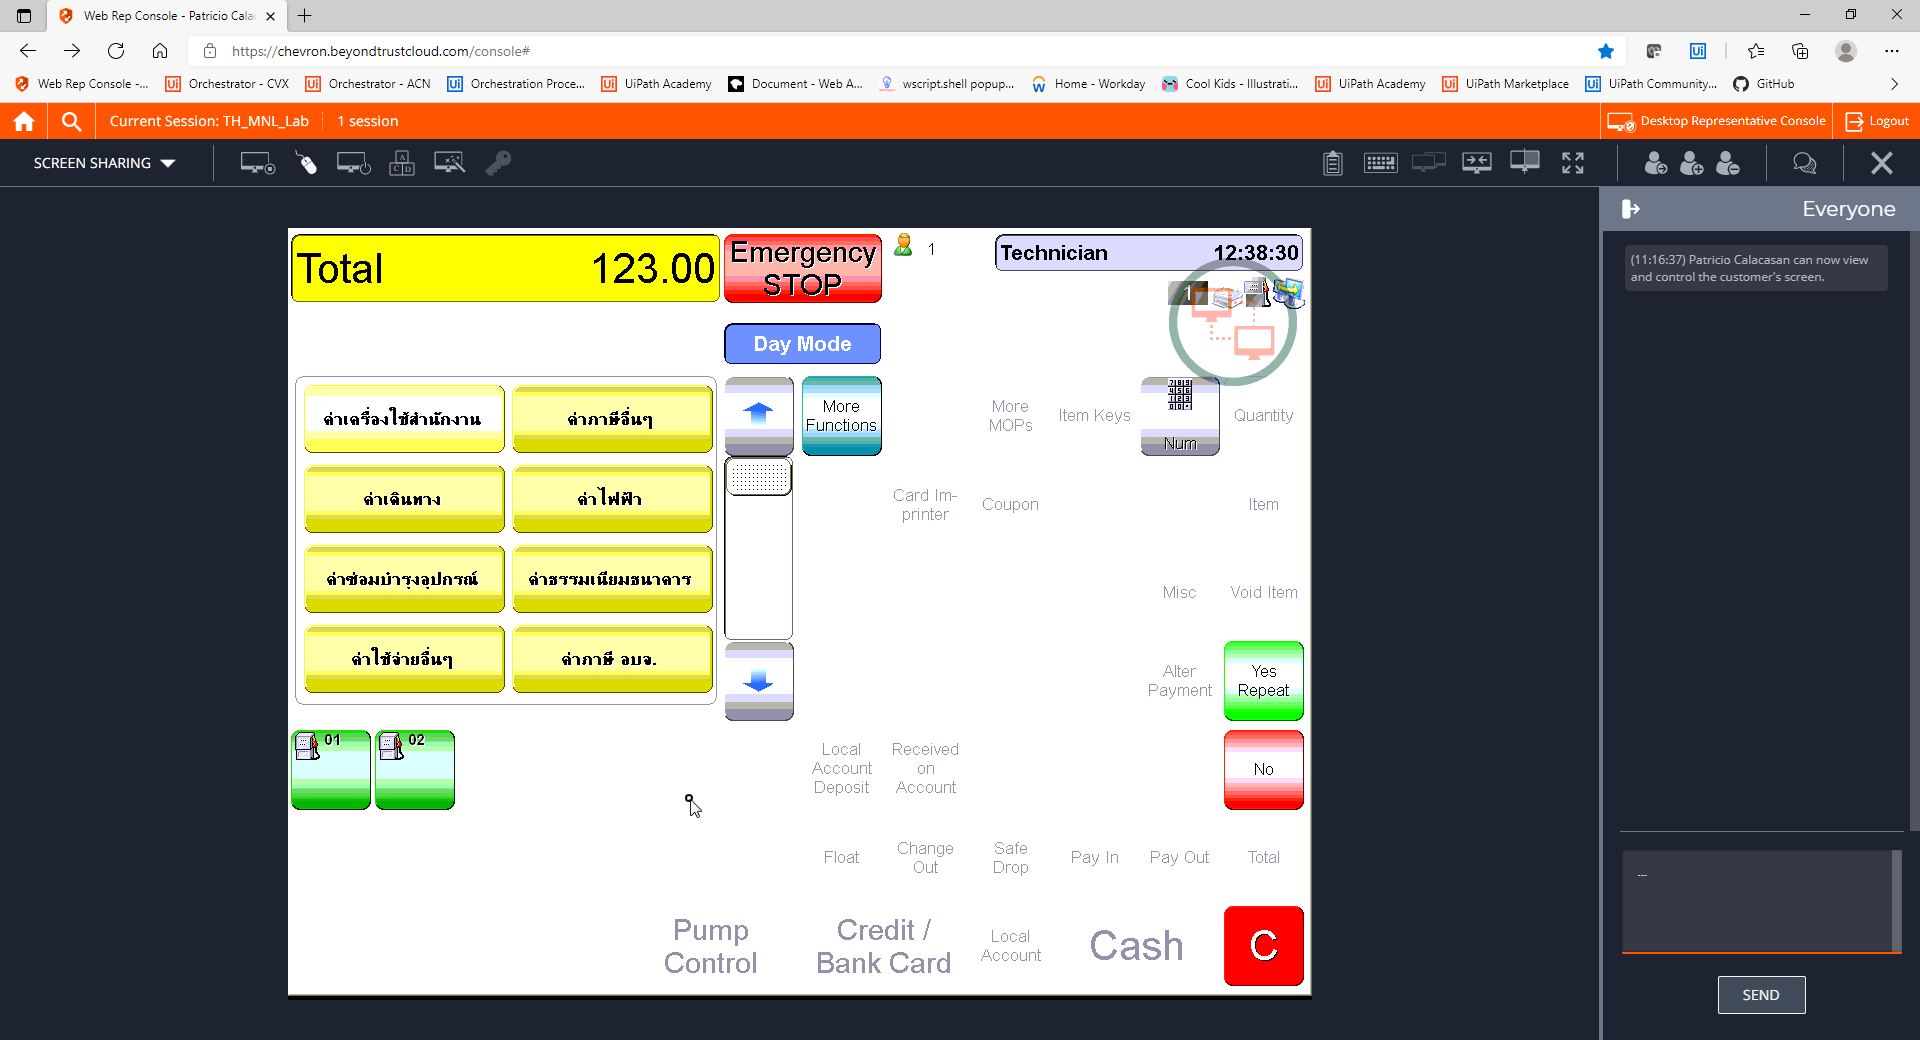 Web Rep Console - Patricio Cala
https://chevron.beyondtrustcloud.com/console#
Web Rep Console -...
Orchestrator - CVX
Orchestrator - ACN
Orchestration Proce...
UiPath Academy
Document - Web A...
wscript.shell popup...
Home - Workday
Cool Kids - Illustrati...
UiPath Academy
UiPath Marketplace
UiPath Community...
GitHub
Current Session: TH_MNL_Lab
1 session
Desktop Representative Console
Logout
SCREEN SHARING
Everyone
(11:16:37) Patricio Calacasan can now view
and control the customer's screen.
Total 123.00
Emergency
STOP
1
Technician 12:38:30
1
Day Mode
ค่าเครื่องใช้สำนักงาน
ค่าภาษีอื่นๆ
ค่าเดินทาง
ค่าไฟฟ้า
ค่าซ่อมบำรุงอุปกรณ์
ค่าธรรมเนียมธนาคาร
ค่าใช้จ่ายอื่นๆ
ค่าภาษี อบจ.
More
Functions
More
MOPs
Item Keys
Num
Quantity
Card Im-
printer
Coupon
Item
Misc
Void Item
Alter
Payment
Yes
Repeat
01
02
Local
Account
Deposit
Received
on
Account
No
Float
Change
Out
Safe
Drop
Pay In
Pay Out
Total
Pump
Control
Credit /
Bank Card
Local
Account
Cash
C
...
SEND